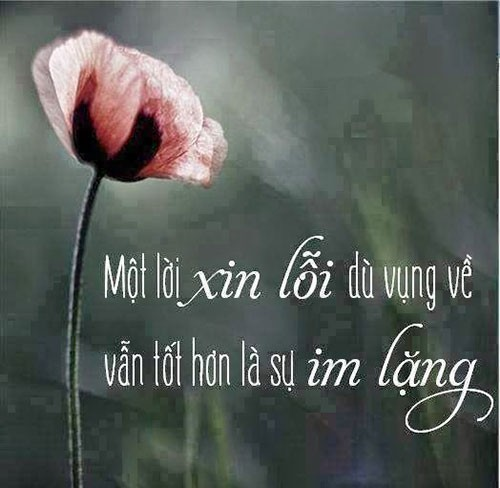 Một lời xin lỗi dù vụng về
vẫn tốt hơn là sự im lặng